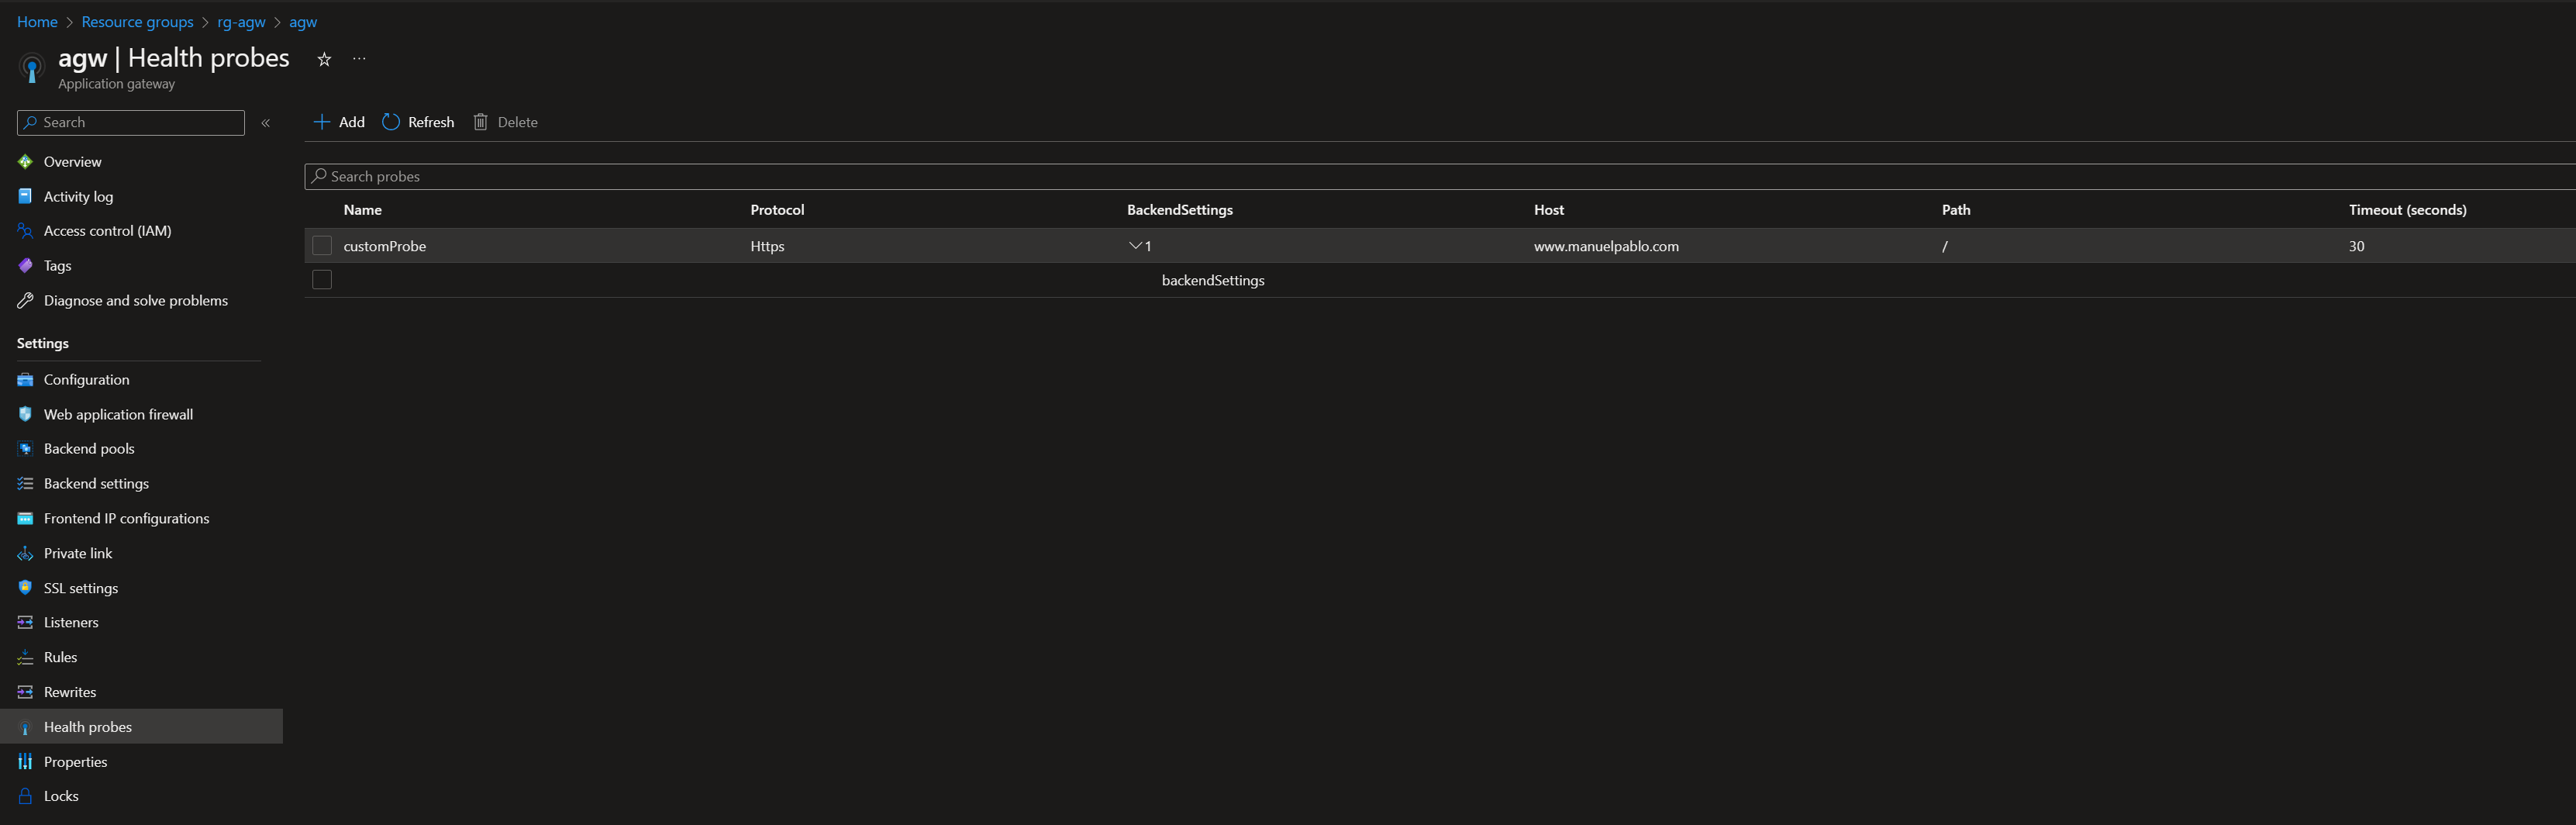 Home > Resource groups > rg-agw > agw
agw | Health probes
Application gateway
Search
Add Refresh Delete
Overview
Activity log
Access control (IAM)
Tags
Diagnose and solve problems
Settings
Configuration
Web application firewall
Backend pools
Backend settings
Frontend IP configurations
Private link
SSL settings
Listeners
Rules
Rewrites
Health probes
Properties
Locks
Search probes
Name Protocol BackendSettings Host Path Timeout (seconds)
customProbe Https 1 www.manuelpablo.com / 30
backendSettings